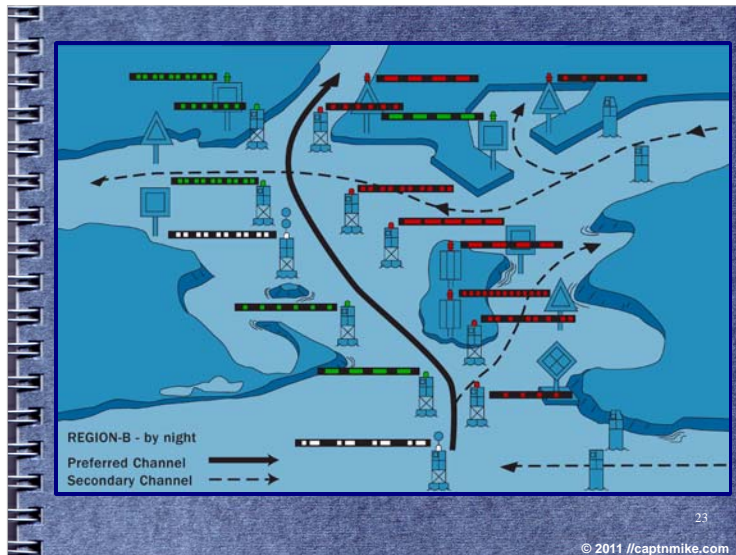 REGION-B - by night
Preferred Channel
Secondary Channel
23
© 2011 //captnmike.com